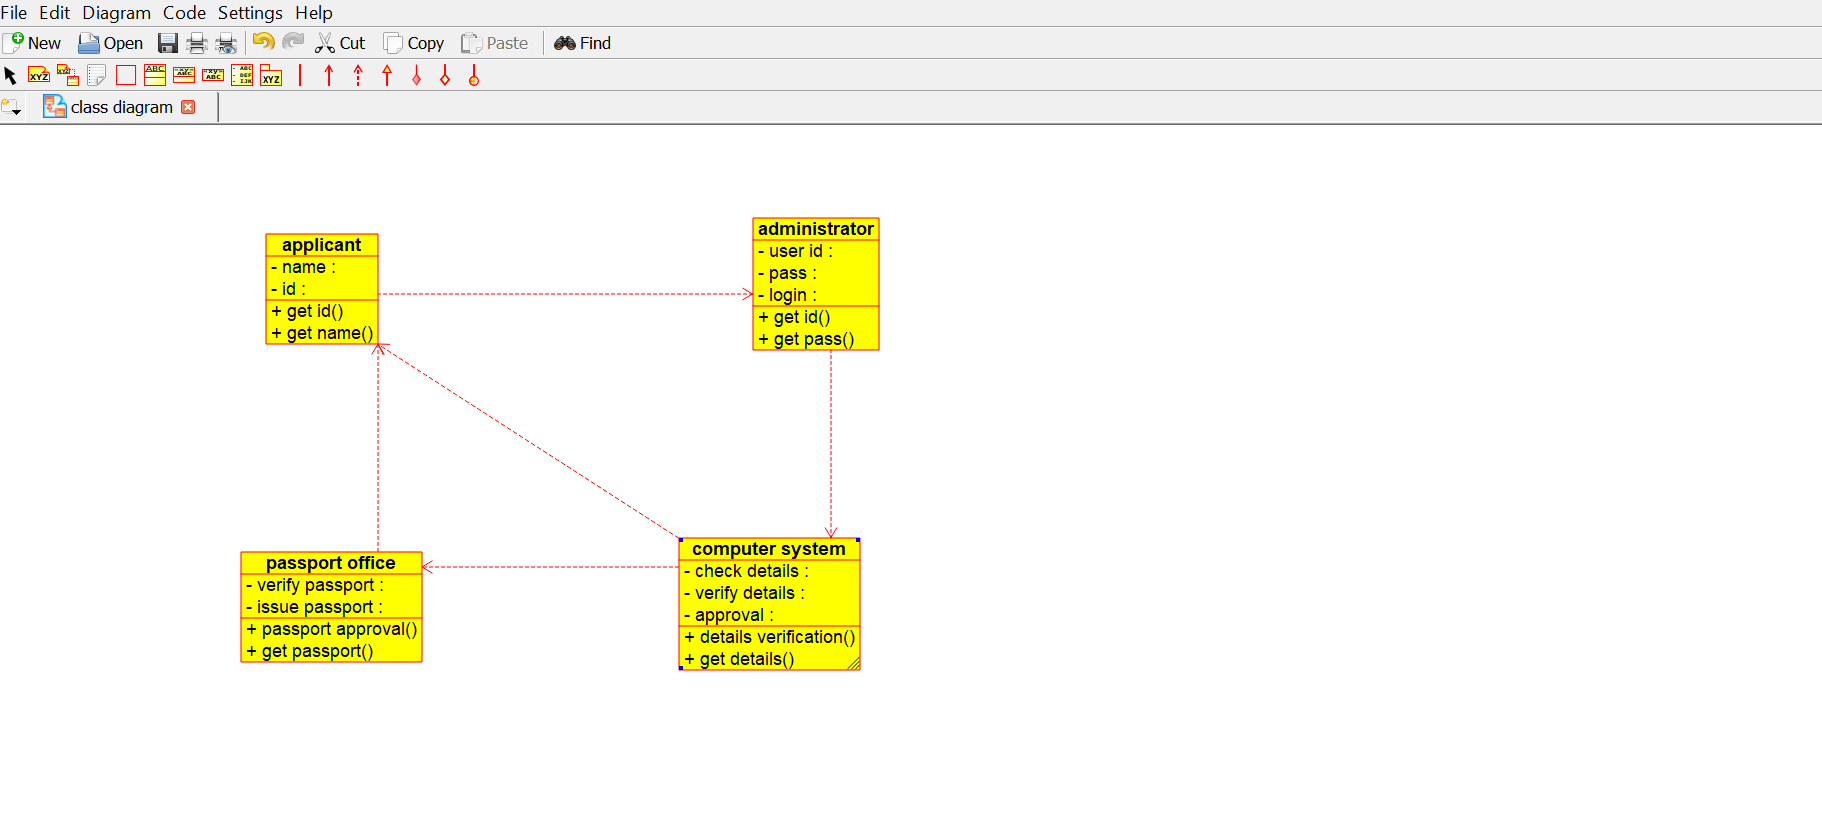 File Edit Diagram Code Settings Help
New Open Cut Copy Paste Find
class diagram
applicant
- name :
- id :
+ get id()
+ get name()
administrator
- user id :
- pass :
- login :
+ get id()
+ get pass()
passport office
- verify passport :
- issue passport :
+ passport approval()
+ get passport()
computer system
- check details :
- verify details :
- approval :
+ details verification()
+ get details()